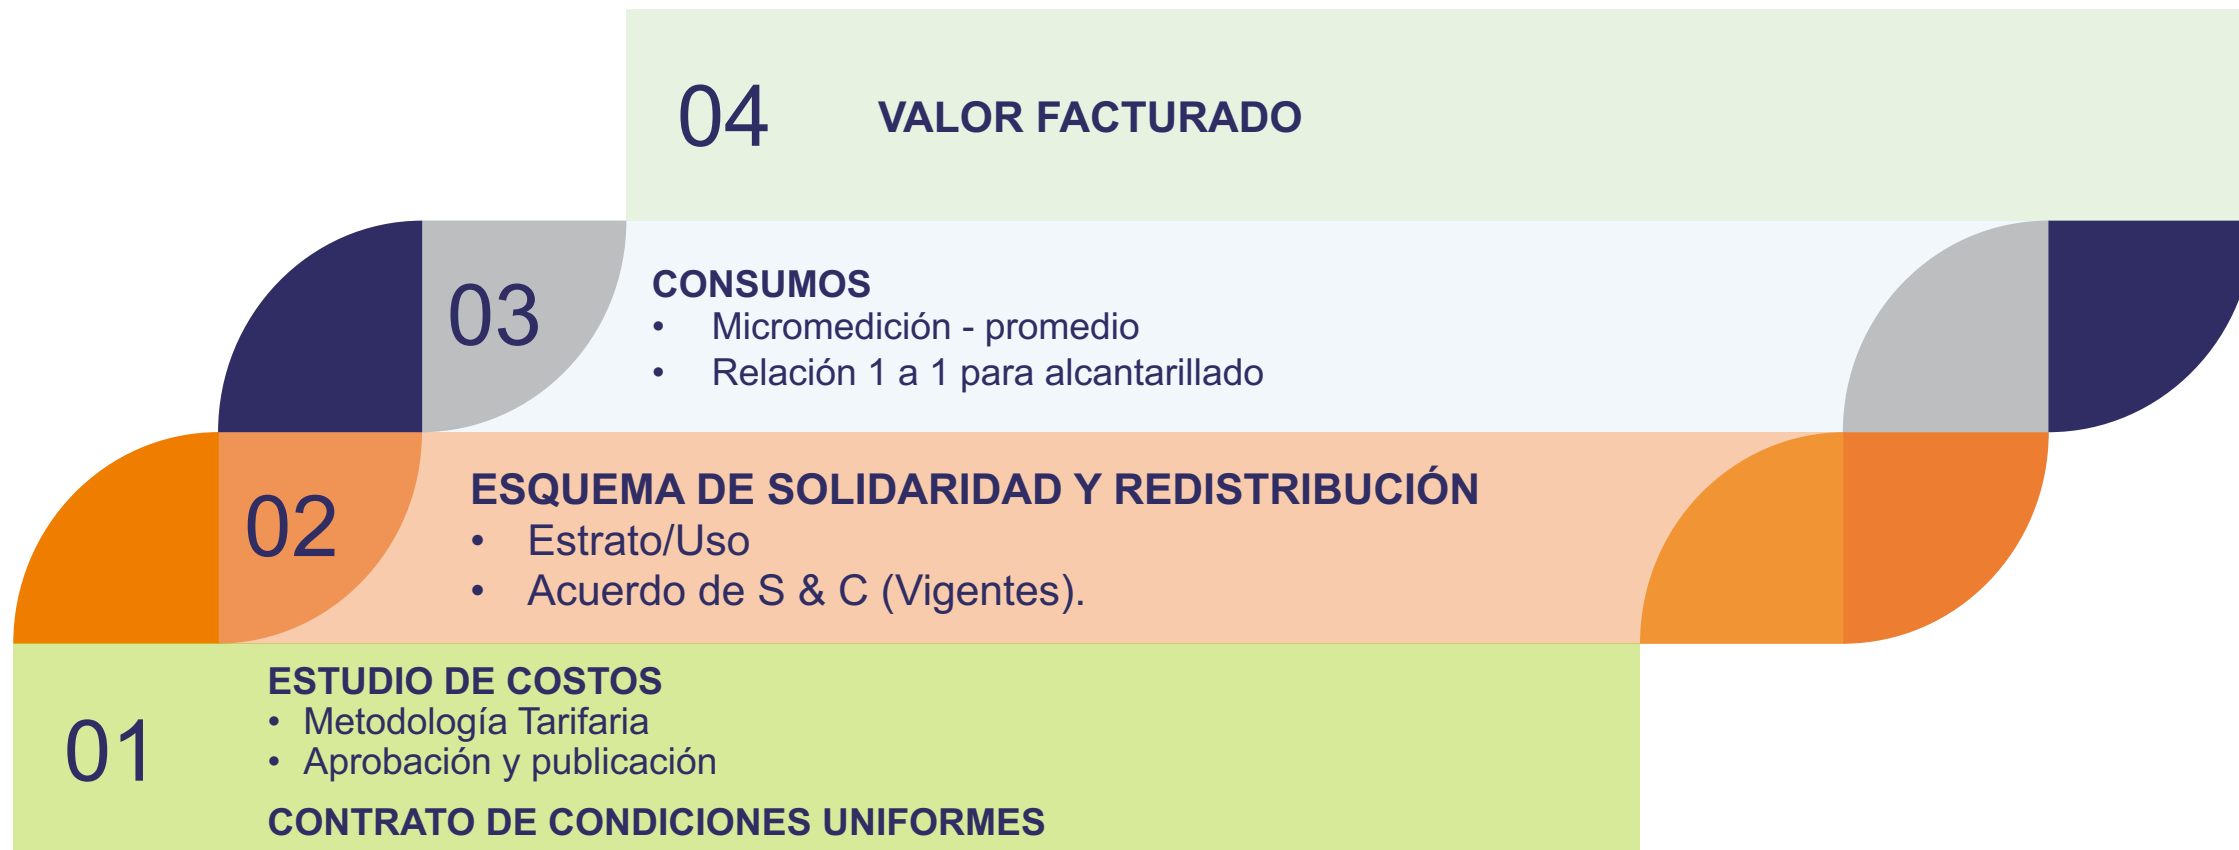 04
VALOR FACTURADO
03
CONSUMOS
• Micromedición - promedio
• Relación 1 a 1 para alcantarillado
02
ESQUEMA DE SOLIDARIDAD Y REDISTRIBUCIÓN
• Estrato/Uso
• Acuerdo de S & C (Vigentes).
01
ESTUDIO DE COSTOS
• Metodología Tarifaria
• Aprobación y publicación
CONTRATO DE CONDICIONES UNIFORMES